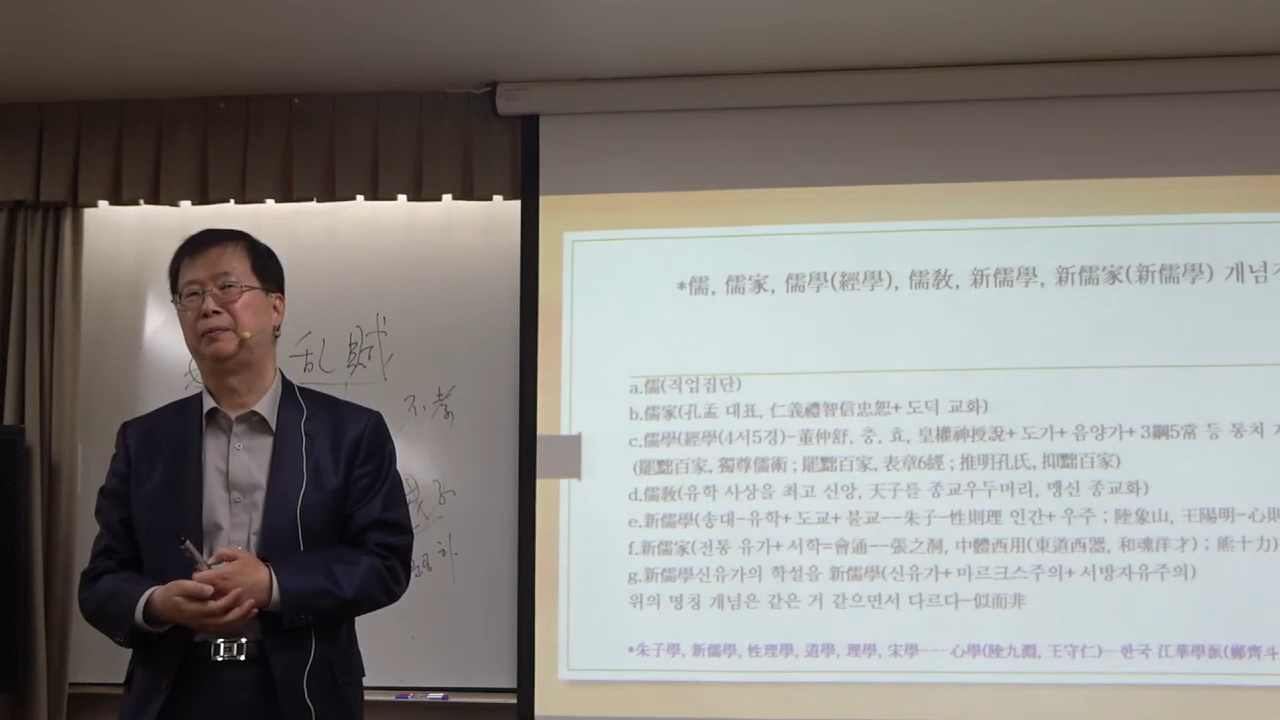 乱賊
不孝
*儒, 儒家, 儒學(經學), 儒敎, 新儒學, 新儒家(新儒學) 개념
a.儒(직업집단)
b.儒家(孔孟 대표, 仁義禮智信忠恕+ 도덕 교화)
c.儒學(經學(4서5경)-董仲舒, 충, 효, 皇權神授說+ 도가+ 음양가+ 3綱5常 등 통치
(罷黜百家, 獨尊儒術 ; 罷黜百家, 表章6經 ; 推明孔氏, 抑黜百家)
d.儒敎(유학 사상을 최고 신앙, 天子를 종교우두머리, 맹신 종교화)
e.新儒學(송대-유학+ 도교+ 불교--朱子-性則理 인간+ 우주 ; 陸象山, 王陽明-心則
f.新儒家(전통 유가+ 서학=會通--張之洞, 中體西用(東道西器, 和魂洋才) ; 熊十力)
g.新儒學신유가의 학설을 新儒學(신유가+ 마르크스주의+ 서방자유주의)
위의 명칭 개념은 같은 거 같으면서 다르다-似而非
*朱子學, 新儒學, 性理學, 道學, 理學, 宋學---心學(陸九淵, 王守仁)--한국 江華學派(鄭齊斗